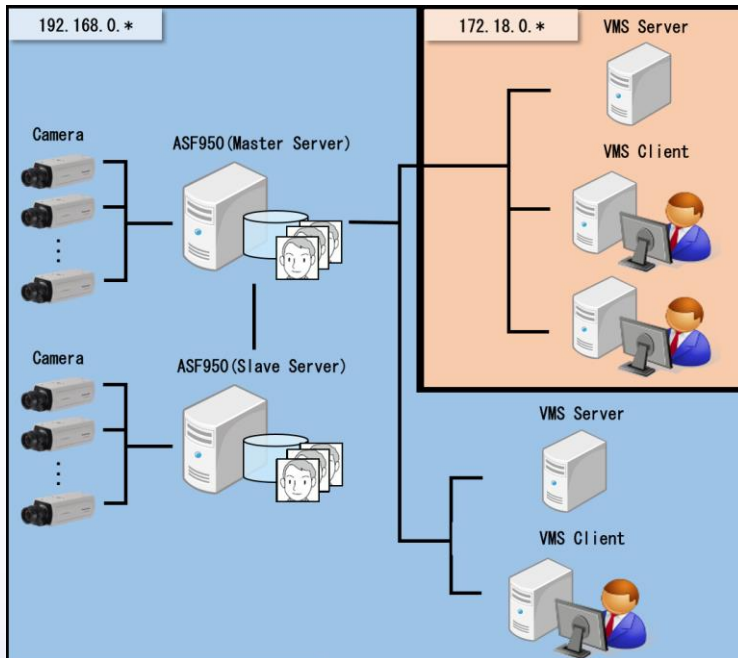 192.168.0.*
172.18.0.*
VMS Server
Camera
ASF950(Master Server)
VMS Client
Camera
ASF950(Slave Server)
VMS Server
VMS Client